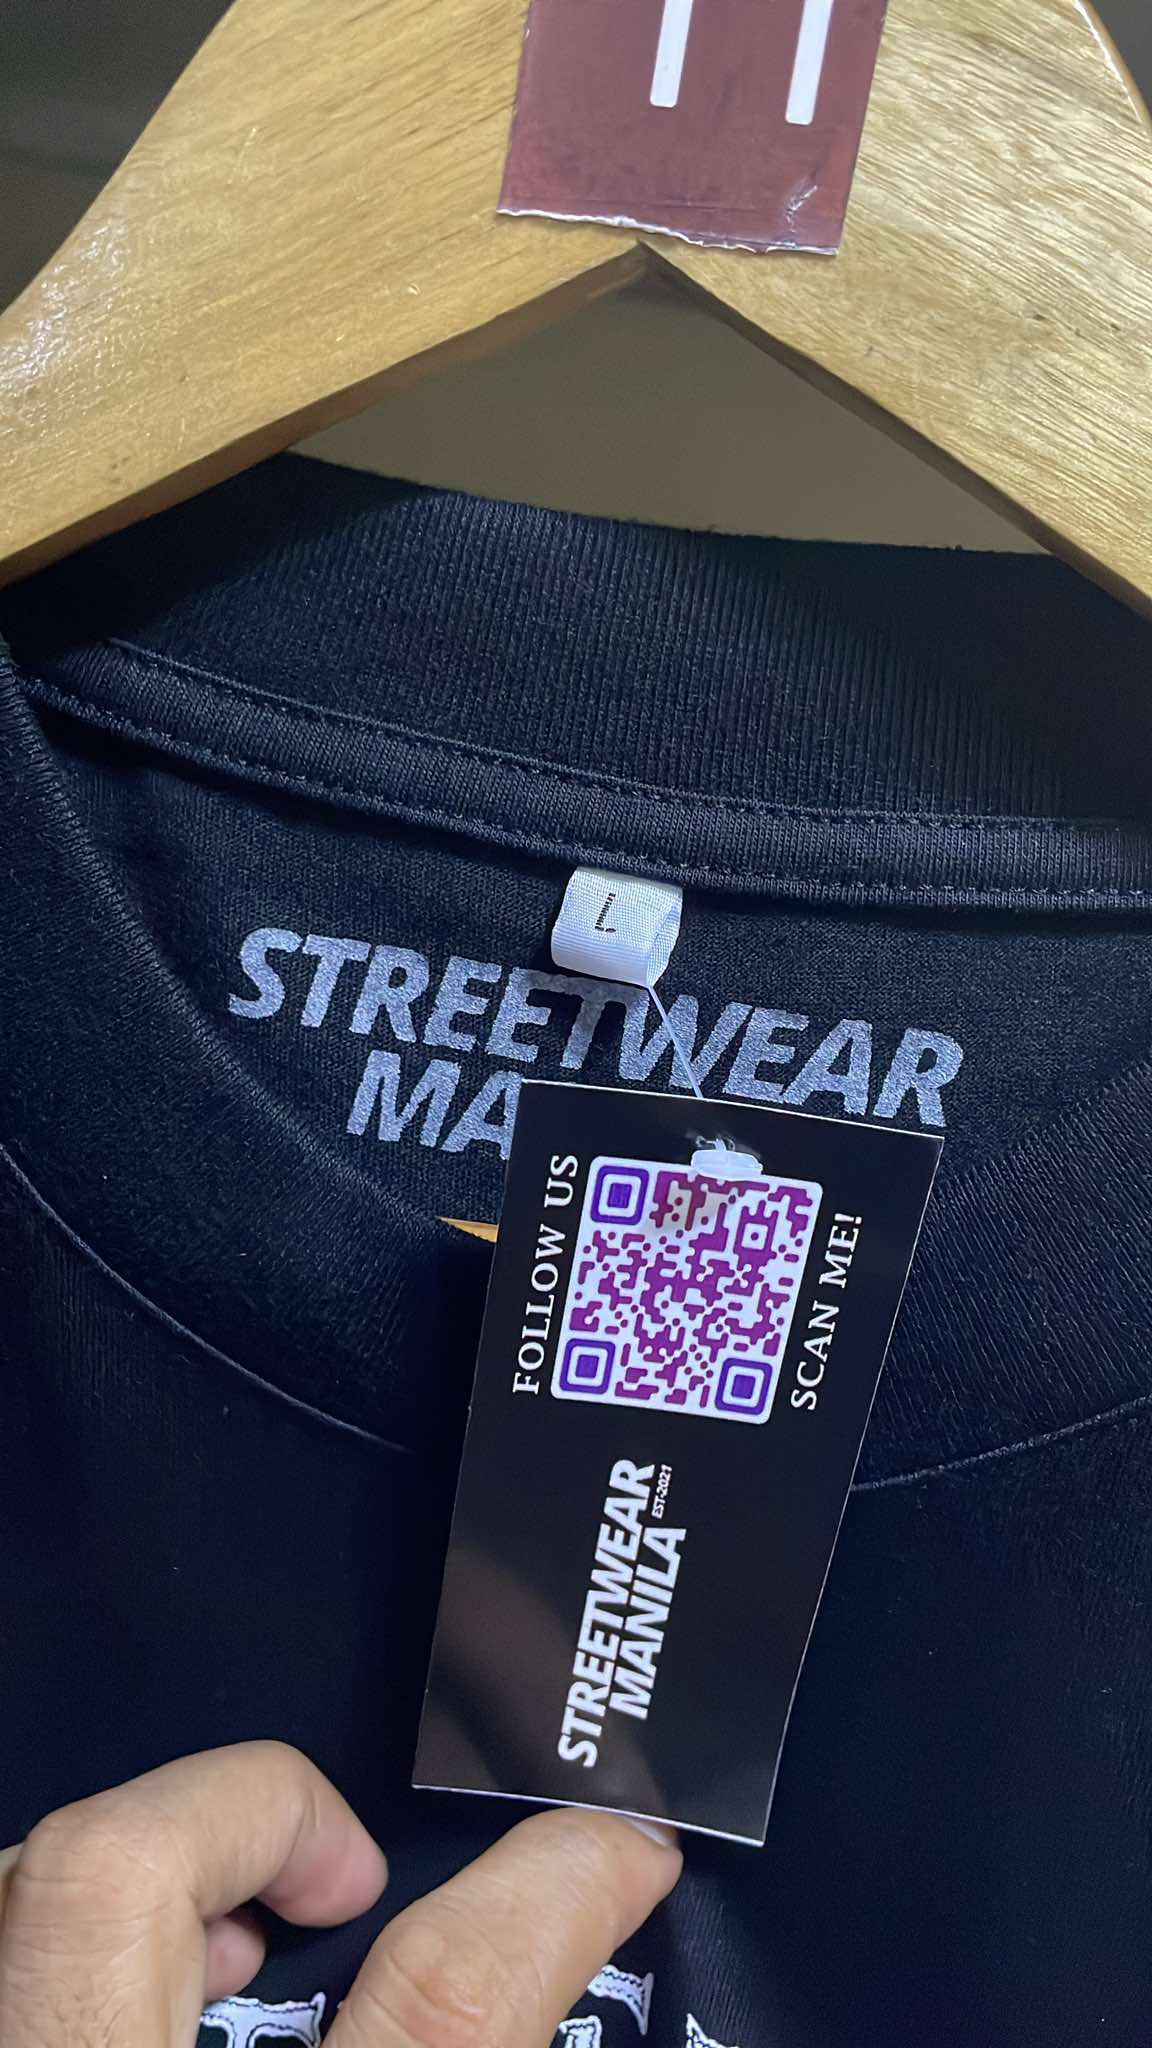 L
STREETWEAR
MA
FOLLOW US
SCAN ME!
STREETWEAR
MANILA
EST-2021